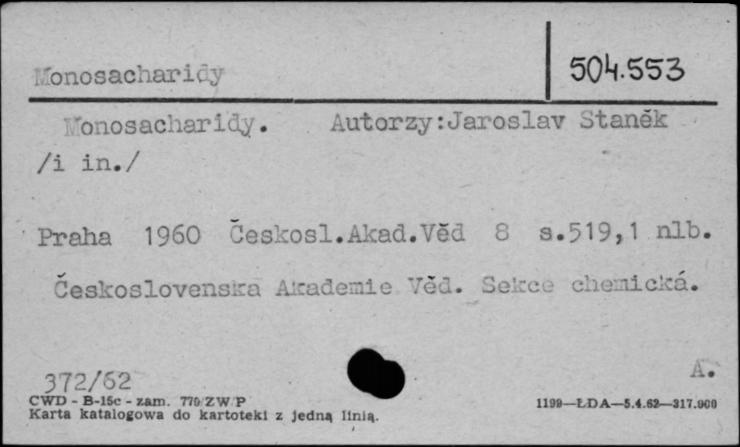 Monosacharidy
504.553
Monosacharidy. Autorzy:Jaroslav Staněk
/i in./
Praha 1960 Českosl.Akad.Věd 8 s.519,1 nlb.
Československa Akademie Věd. Sekce chemická.
372/62
A.
CWD - B-15c - zam. 770/ZW/P
1199—ŁDA—5.4.62—317.000
Karta katalogowa do kartoteki z jedną linią.